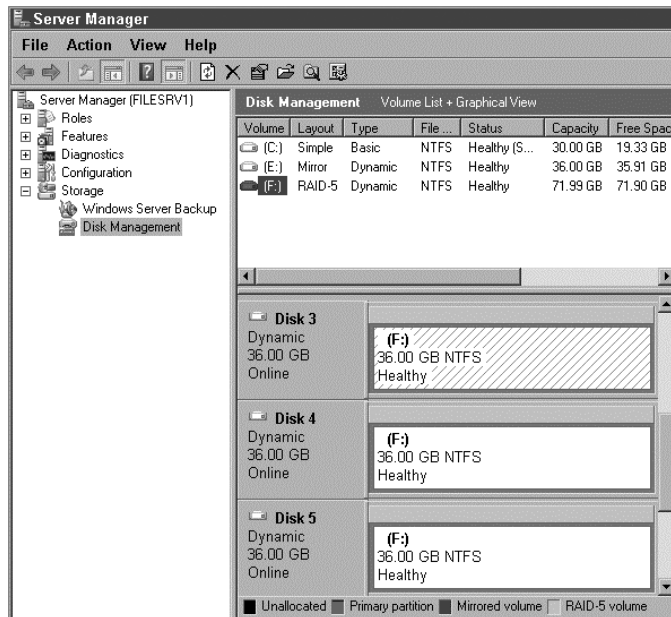 Server Manager
File Action View Help
Server Manager (FILESRV1)
Roles
Features
Diagnostics
Configuration
Storage
Windows Server Backup
Disk Management
Disk Management Volume List + Graphical View
Volume Layout Type File ... Status Capacity Free Spac
(C:) Simple Basic NTFS Healthy (S... 30.00 GB 19.33 GB
(E:) Mirror Dynamic NTFS Healthy 36.00 GB 35.91 GB
(F:) RAID-5 Dynamic NTFS Healthy 71.99 GB 71.90 GB
Disk 3
Dynamic
36.00 GB
Online
(F:)
36.00 GB NTFS
Healthy
Disk 4
Dynamic
36.00 GB
Online
(F:)
36.00 GB NTFS
Healthy
Disk 5
Dynamic
36.00 GB
Online
(F:)
36.00 GB NTFS
Healthy
Unallocated Primary partition Mirrored volume RAID-5 volume